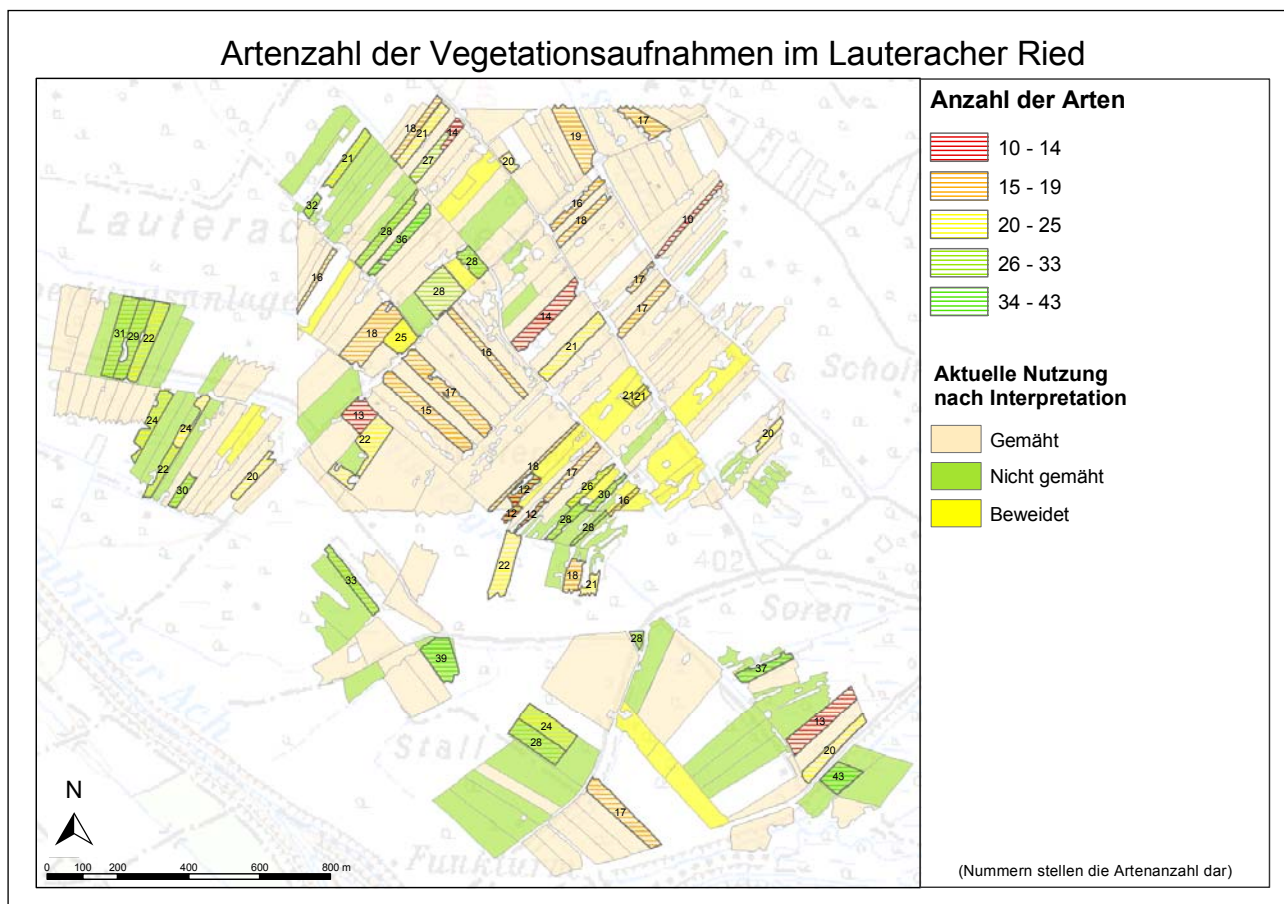 Artenzahl der Vegetationsaufnahmen im Lauteracher Ried
Anzahl der Arten
10 - 14
15 - 19
20 - 25
26 - 33
34 - 43
Aktuelle Nutzung
nach Interpretation
Gemäht
Nicht gemäht
Beweidet
(Nummern stellen die Artenanzahl dar)
18 21 14
27
21
32
20
19
17
16
18
10
28
36
16
28
28
17
17
14
18
25
16
21
31 29 22
17
15
13
22
21 21
24
24
22
30
20
20
18
17
12
12 12
26
30
16
28
28
22
18
21
33
39
28
37
13
20
43
24
28
17
402
Soren
Stall
N
0 100 200 400 600 800 m